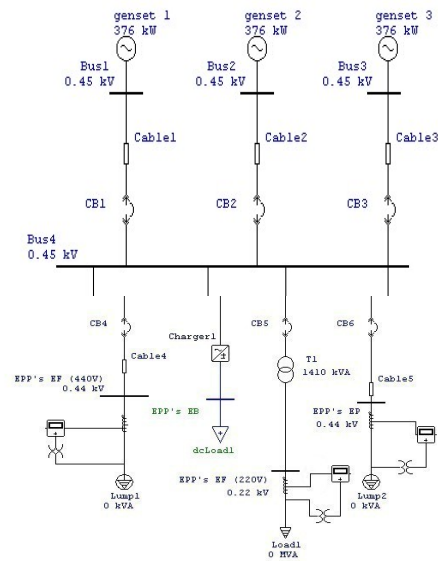 genset 1
376 kW
genset 2
376 kW
genset 3
376 kW
Bus1
0.45 kV
Bus2
0.45 kV
Bus3
0.45 kV
Cable1
Cable2
Cable3
CB1
CB2
CB3
Bus4
0.45 kV
CB4
Charger1
CB5
CB6
Cable4
T1
1410 kVA
Cable5
EPP's EF (440V)
0.44 kV
EPP's EB
EPP's EP
0.44 kV
dcLoad1
EPP's EF (220V)
0.22 kV
Lump1
0 kVA
Lump2
0 kVA
Load1
0 MVA